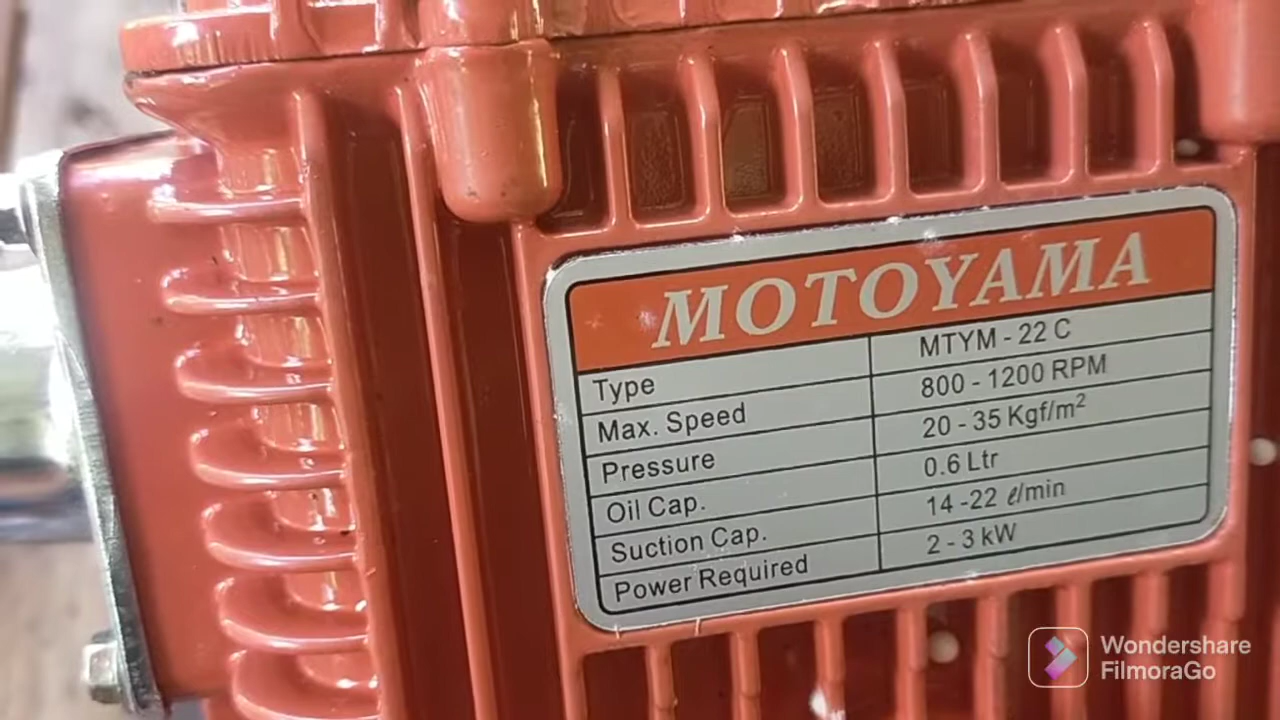 MOTOYAMA
Type MTYM - 22 C
Max. Speed 800 - 1200 RPM
Pressure 20 - 35 Kgf/m²
Oil Cap. 0.6 Ltr
Suction Cap. 14 -22 ℓ/min
Power Required 2 - 3 kW
Wondershare
FilmoraGo